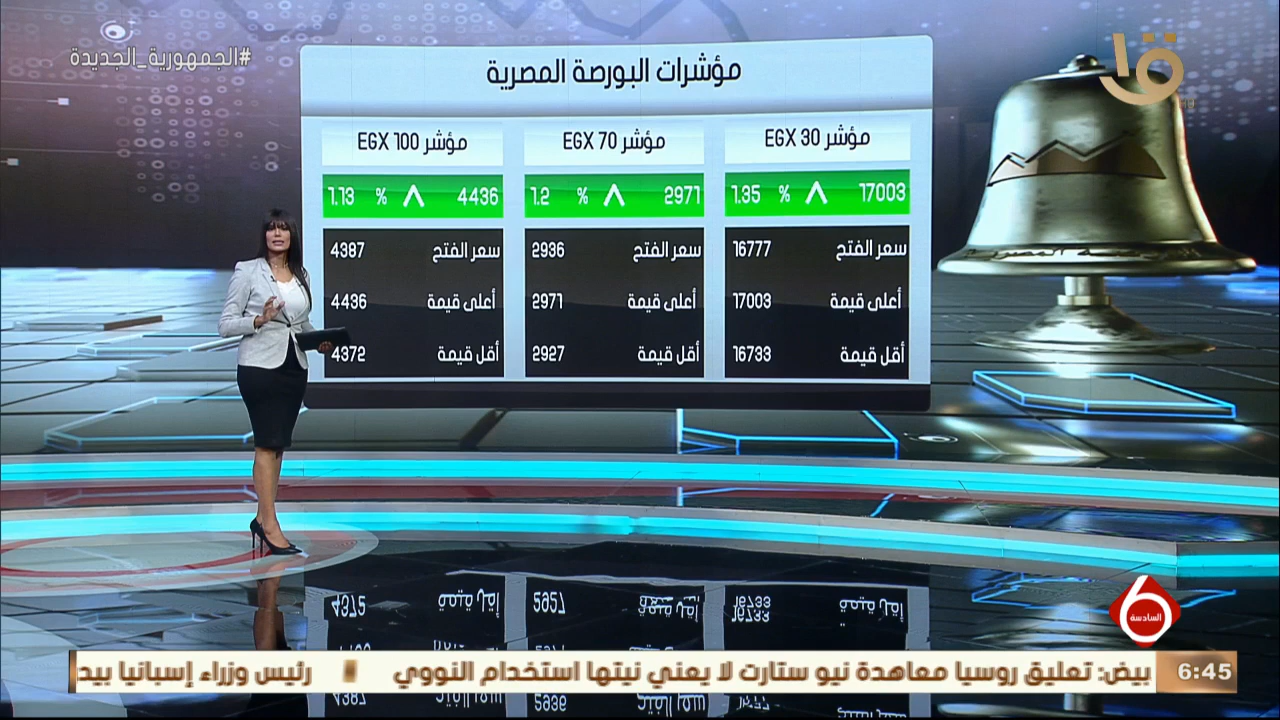 #الجمهورية_الجديدة
مؤشرات البورصة المصرية
مؤشر EGX 30
17003 % 1.35
سعر الفتح 16777
أعلى قيمة 17003
أقل قيمة 16733
مؤشر EGX 70
2971 % 1.2
سعر الفتح 2936
أعلى قيمة 2971
أقل قيمة 2927
مؤشر EGX 100
4436 % 1.13
سعر الفتح 4387
أعلى قيمة 4436
أقل قيمة 4372
السادسة
6:45
بيض: تعليق روسيا معاهدة نيو ستارت لا يعني نيتها استخدام النووي
رئيس وزراء إسبانيا بيد